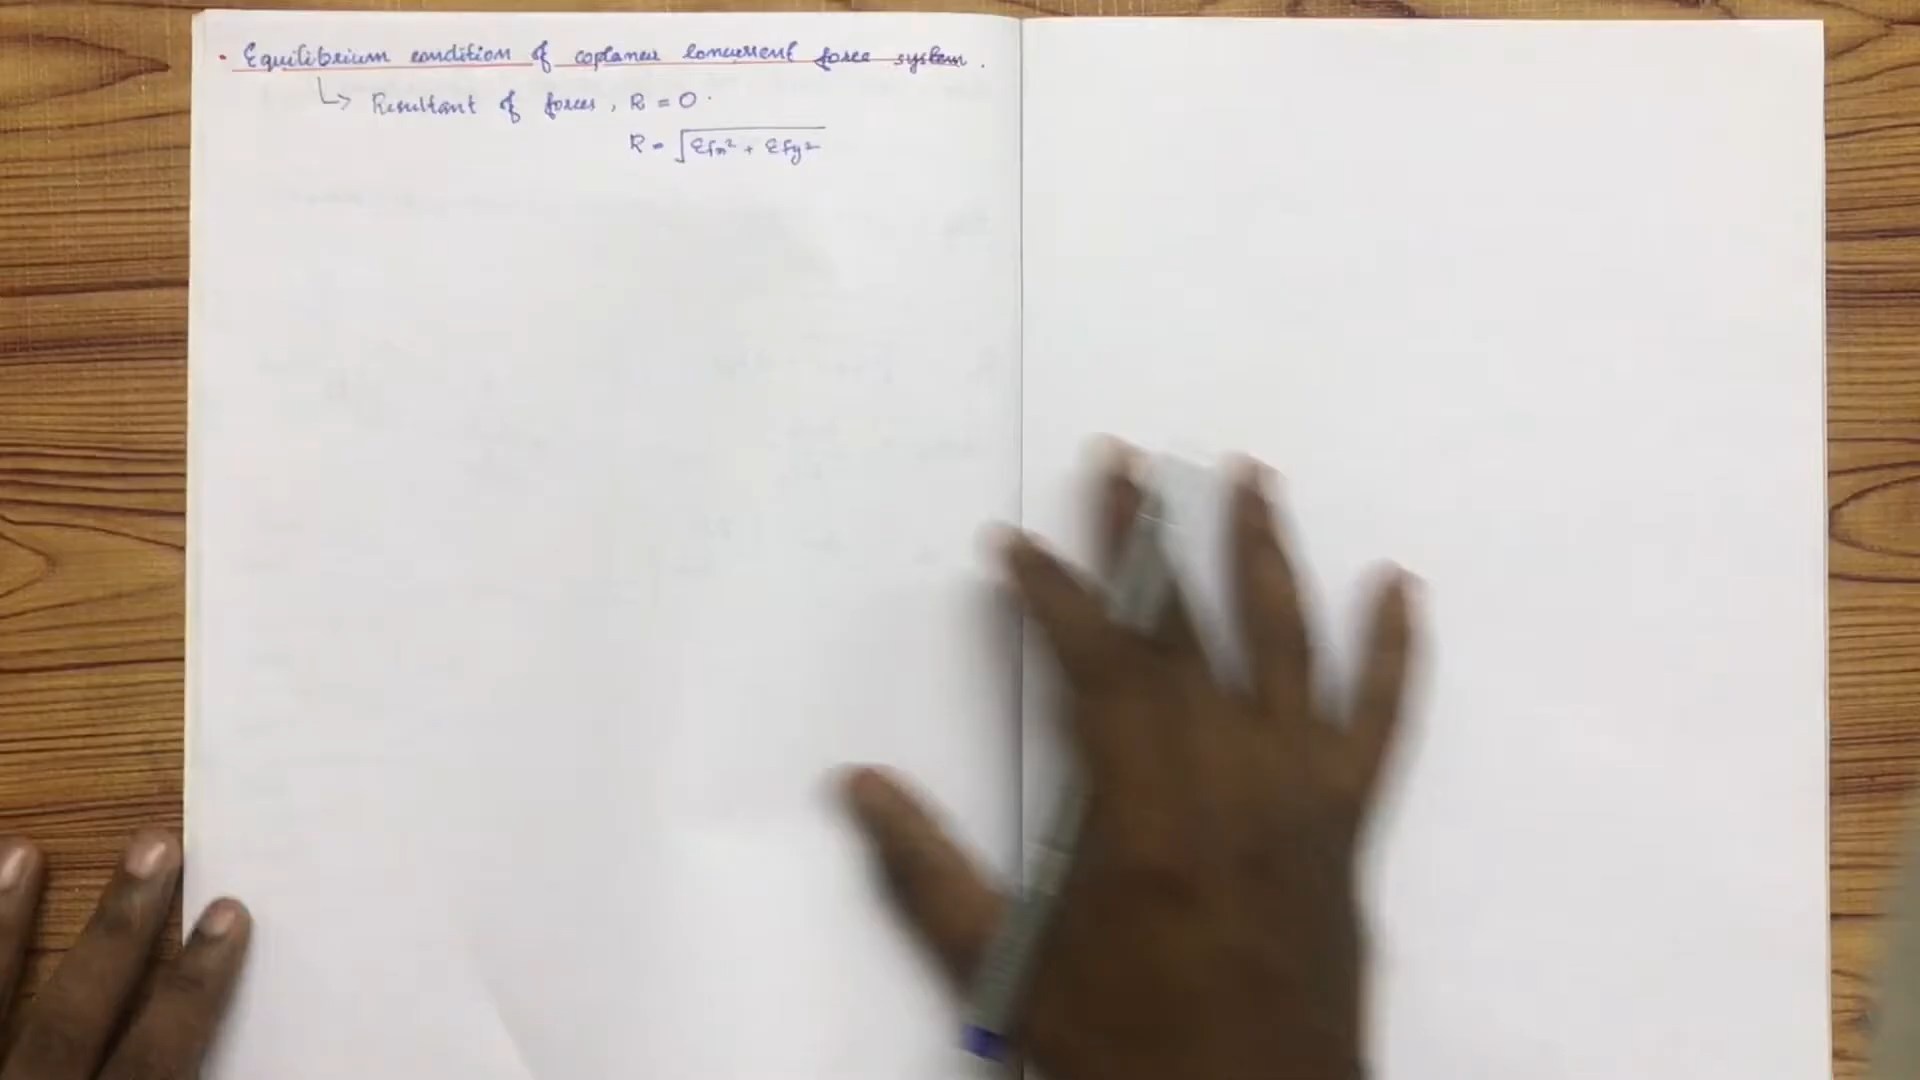 • Equilibrium condition of coplanar concurrent force system.
↳ Resultant of forces, R = 0.
R = √Σfx² + Σfy²